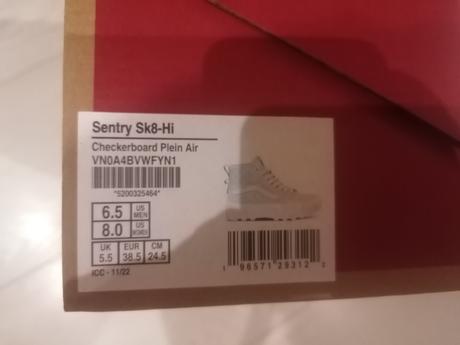 Sentry Sk8-Hi
Checkerboard Plein Air
VN0A4BVWFYN1
*5200325464*
6.5 US MEN
8.0 US WOMEN
UK EUR CM
5.5 38.5 24.5
ICC - 11/22
1 96571 29312 2